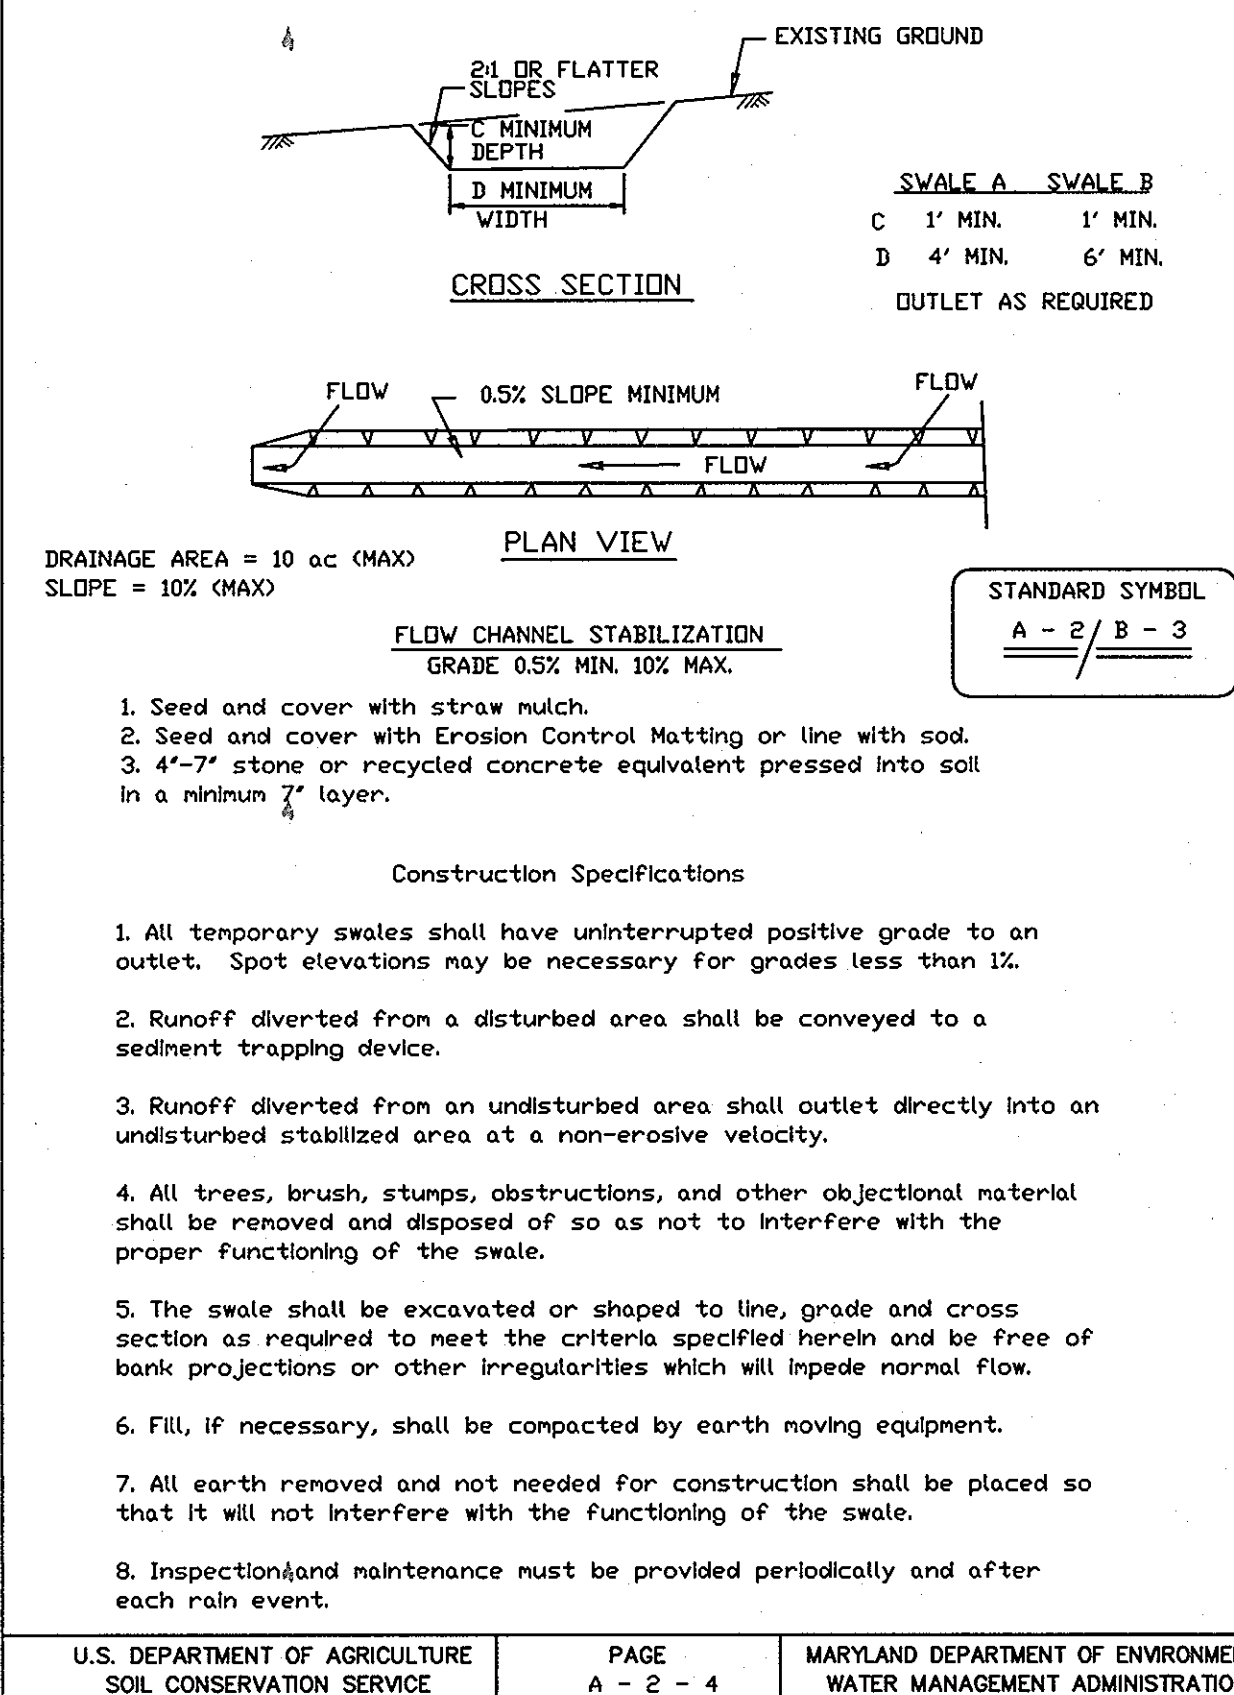 EXISTING GROUND
2:1 OR FLATTER
SLOPES
C MINIMUM
DEPTH
D MINIMUM
WIDTH
CROSS SECTION
SWALE A SWALE B
C 1' MIN. 1' MIN.
D 4' MIN. 6' MIN.
OUTLET AS REQUIRED
FLOW
0.5% SLOPE MINIMUM
FLOW
FLOW
PLAN VIEW
DRAINAGE AREA = 10 ac (MAX)
SLOPE = 10% (MAX)
STANDARD SYMBOL
A - 2 / B - 3
FLOW CHANNEL STABILIZATION
GRADE 0.5% MIN. 10% MAX.
1. Seed and cover with straw mulch.
2. Seed and cover with Erosion Control Matting or line with sod.
3. 4"-7" stone or recycled concrete equivalent pressed into soil
in a minimum 7" layer.
Construction Specifications
1. All temporary swales shall have uninterrupted positive grade to an
outlet. Spot elevations may be necessary for grades less than 1%.
2. Runoff diverted from a disturbed area shall be conveyed to a
sediment trapping device.
3. Runoff diverted from an undisturbed area shall outlet directly into an
undisturbed stabilized area at a non-erosive velocity.
4. All trees, brush, stumps, obstructions, and other objectional material
shall be removed and disposed of so as not to interfere with the
proper functioning of the swale.
5. The swale shall be excavated or shaped to line, grade and cross
section as required to meet the criteria specified herein and be free of
bank projections or other irregularities which will impede normal flow.
6. Fill, if necessary, shall be compacted by earth moving equipment.
7. All earth removed and not needed for construction shall be placed so
that it will not interfere with the functioning of the swale.
8. Inspection and maintenance must be provided periodically and after
each rain event.
U.S. DEPARTMENT OF AGRICULTURE
SOIL CONSERVATION SERVICE
PAGE
A - 2 - 4
MARYLAND DEPARTMENT OF ENVIRONME
WATER MANAGEMENT ADMINISTRATIO